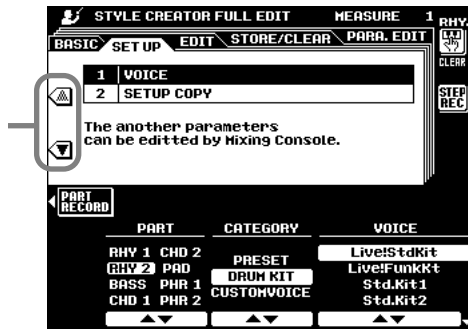 STYLE CREATOR FULL EDIT MEASURE 1
BASIC SET UP EDIT STORE/CLEAR PARA. EDIT
RHY.
CLEAR
STEP
REC
1 VOICE
2 SETUP COPY
The another parameters
can be editted by Mixing Console.
PART
RECORD
PART CATEGORY VOICE
RHY 1 CHD 2 PRESET Live!StdKit
RHY 2 PAD DRUM KIT Live!FunkKt
BASS PHR 1 CUSTOMVOICE Std.Kit1
CHD 1 PHR 2 Std.Kit2